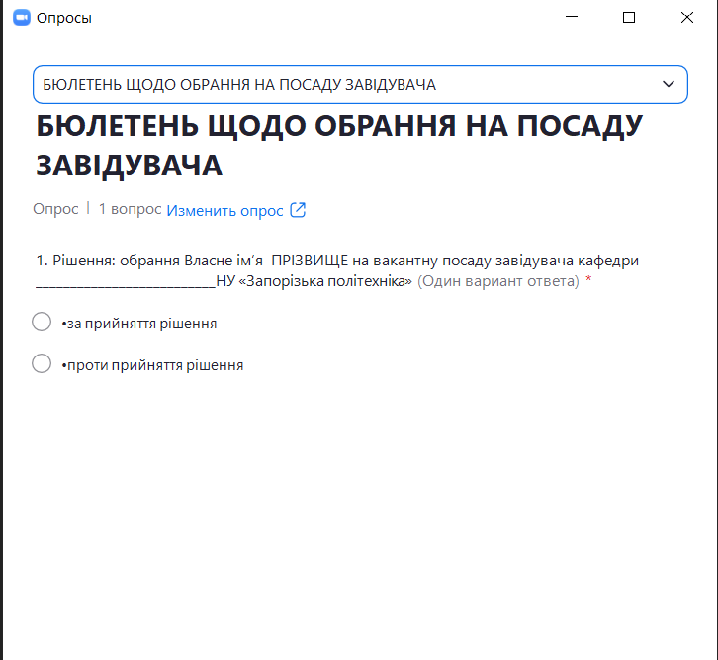 Опросы
БЮЛЕТЕНЬ ЩОДО ОБРАННЯ НА ПОСАДУ ЗАВІДУВАЧА
БЮЛЕТЕНЬ ЩОДО ОБРАННЯ НА ПОСАДУ
ЗАВІДУВАЧА
Опрос | 1 вопрос Изменить опрос
1. Рішення: обрання Власне ім’я ПРІЗВИЩЕ на вакантну посаду завідувача кафедри
__________________________НУ «Запорізька політехніка» (Один вариант ответа) *
•за прийняття рішення
•проти прийняття рішення